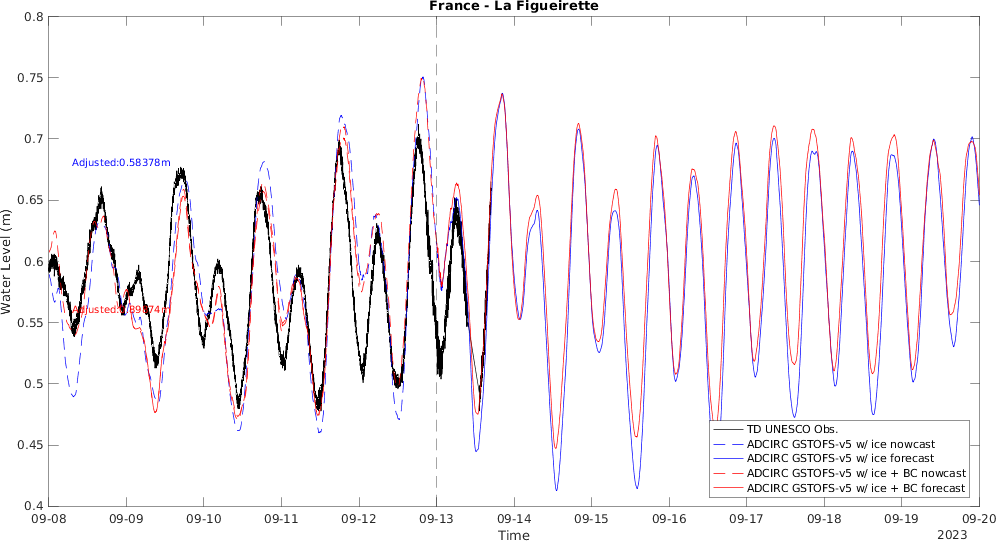 France - La Figueirette
0.8
0.75
0.7
0.65
0.6
0.55
0.5
0.45
0.4
Water Level (m)
Adjusted:0.58378m
TD UNESCO Obs.
ADCIRC GSTOFS-v5 w/ ice nowcast
ADCIRC GSTOFS-v5 w/ ice forecast
ADCIRC GSTOFS-v5 w/ ice + BC nowcast
ADCIRC GSTOFS-v5 w/ ice + BC forecast
09-08 09-09 09-10 09-11 09-12 09-13 09-14 09-15 09-16 09-17 09-18 09-19 09-20
Time
2023